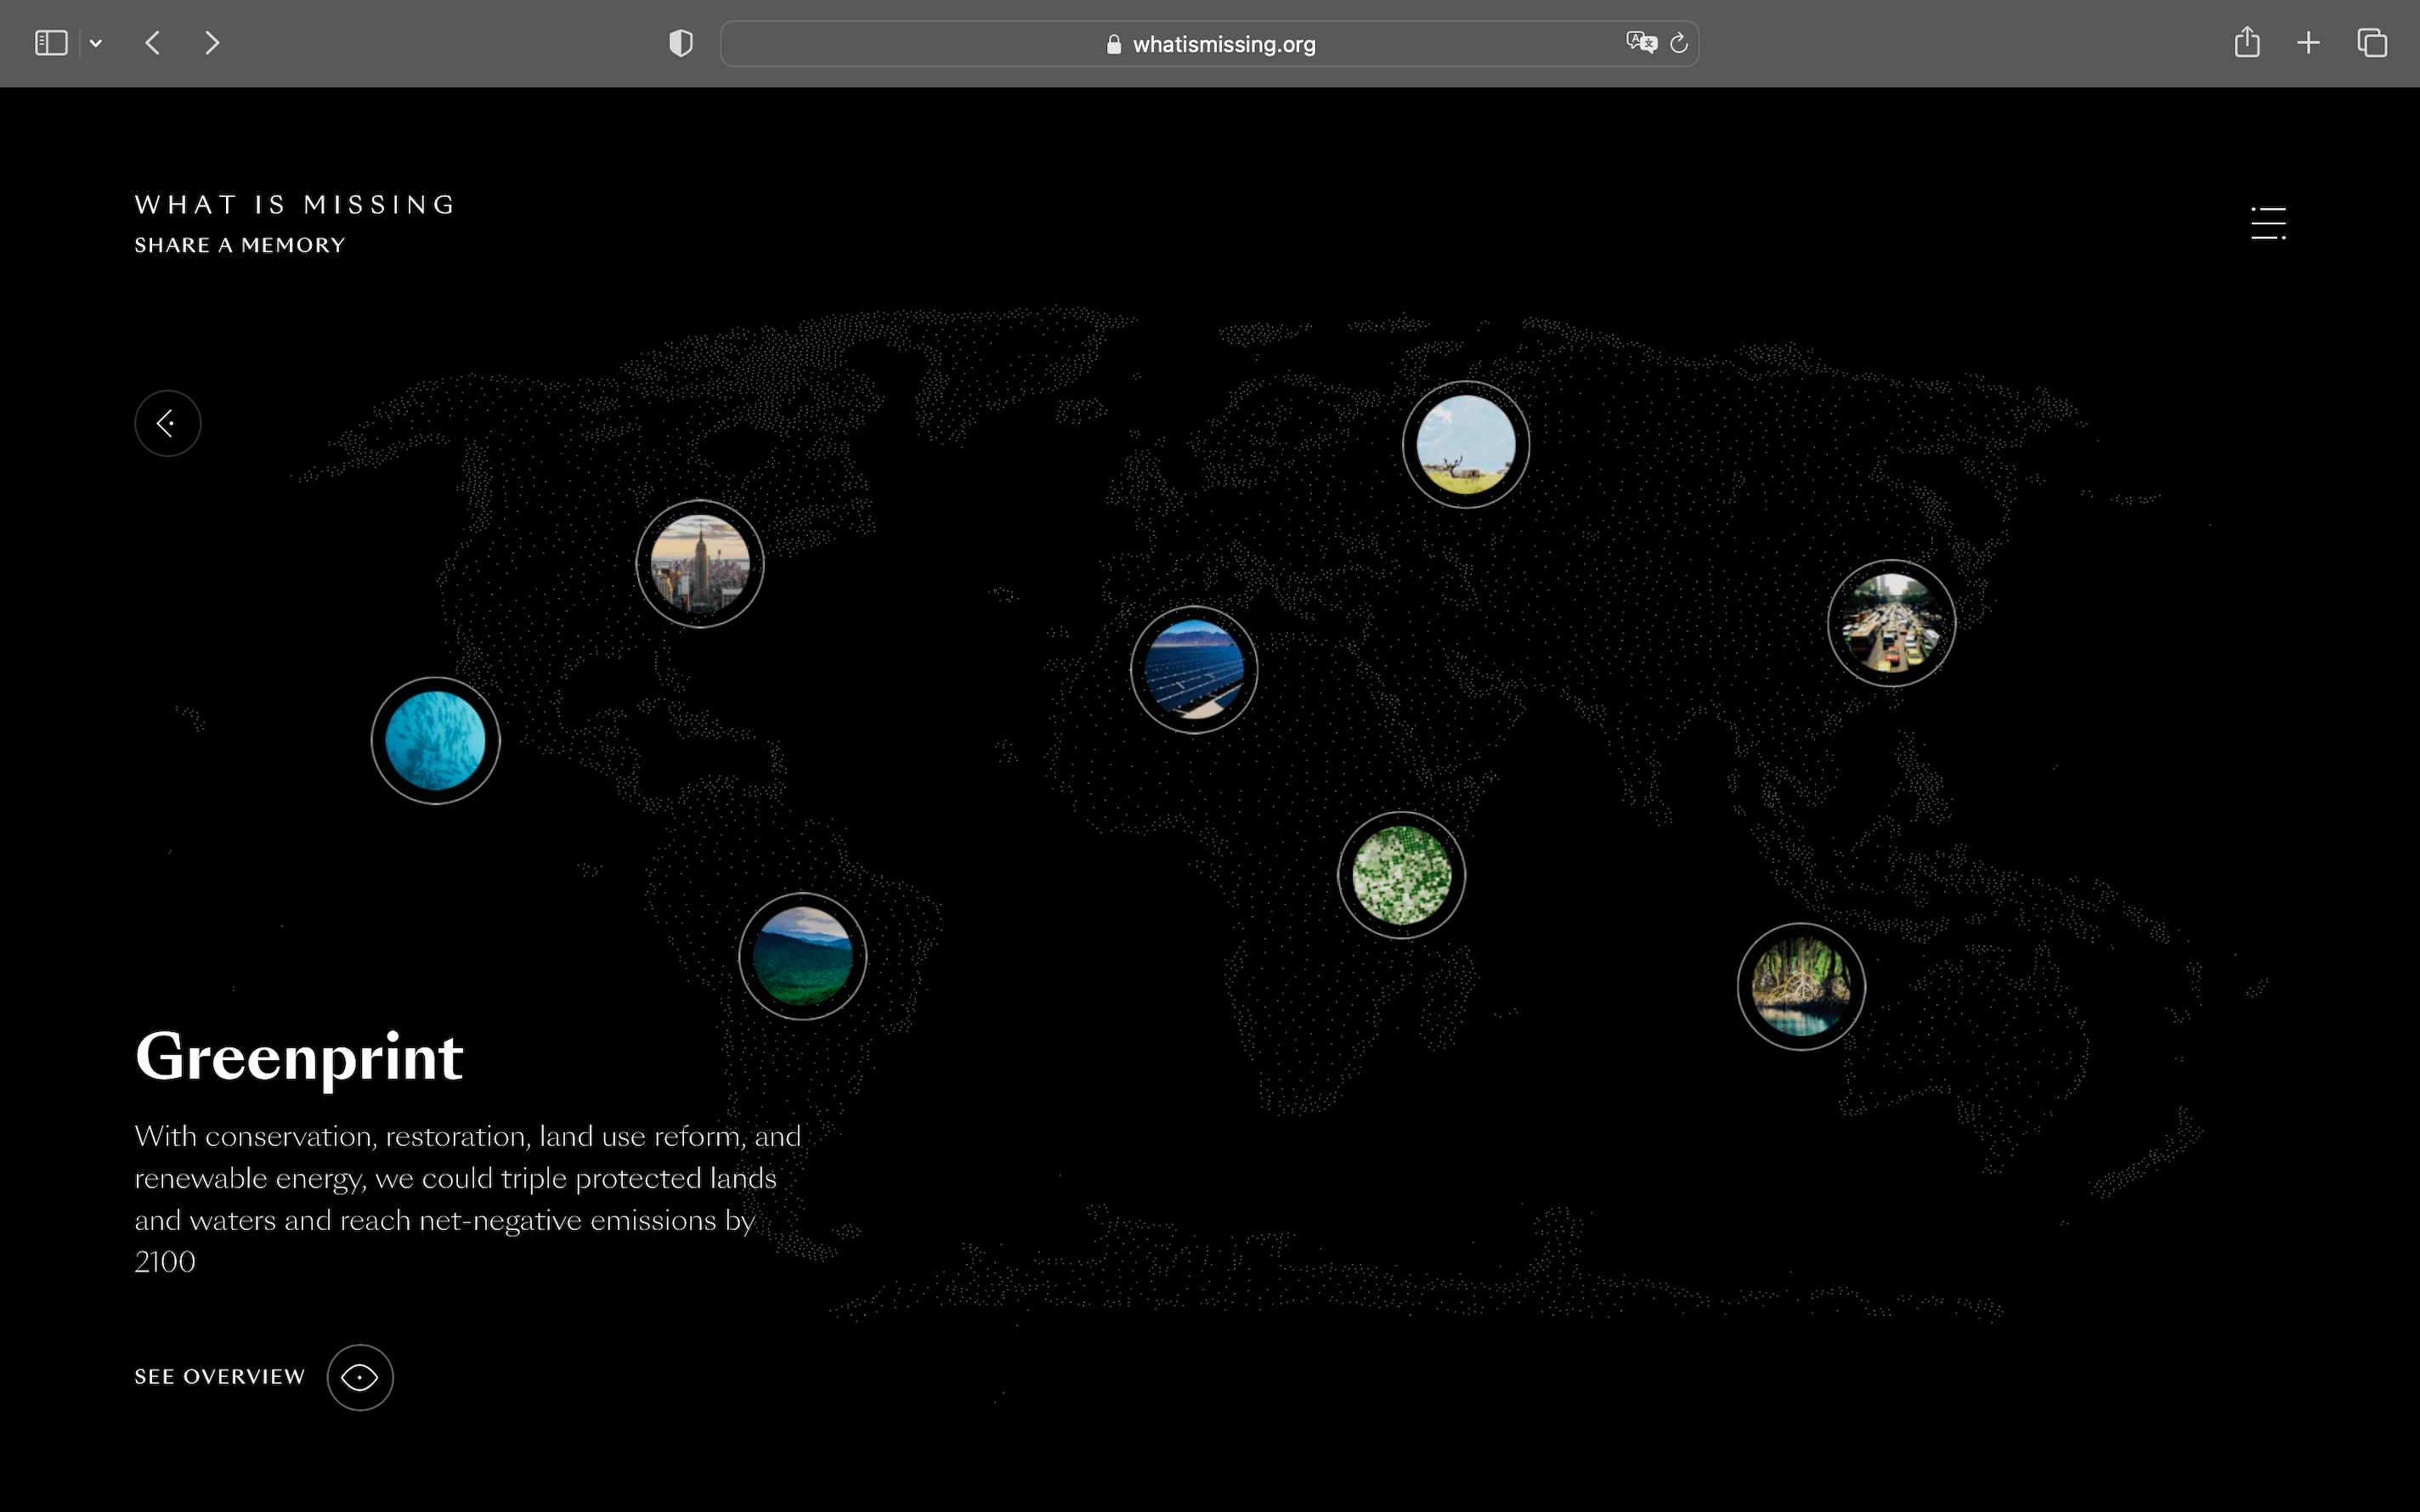 whatismissing.org
WHAT IS MISSING
SHARE A MEMORY
Greenprint
With conservation, restoration, land use reform, and
renewable energy, we could triple protected lands
and waters and reach net-negative emissions by
2100
SEE OVERVIEW